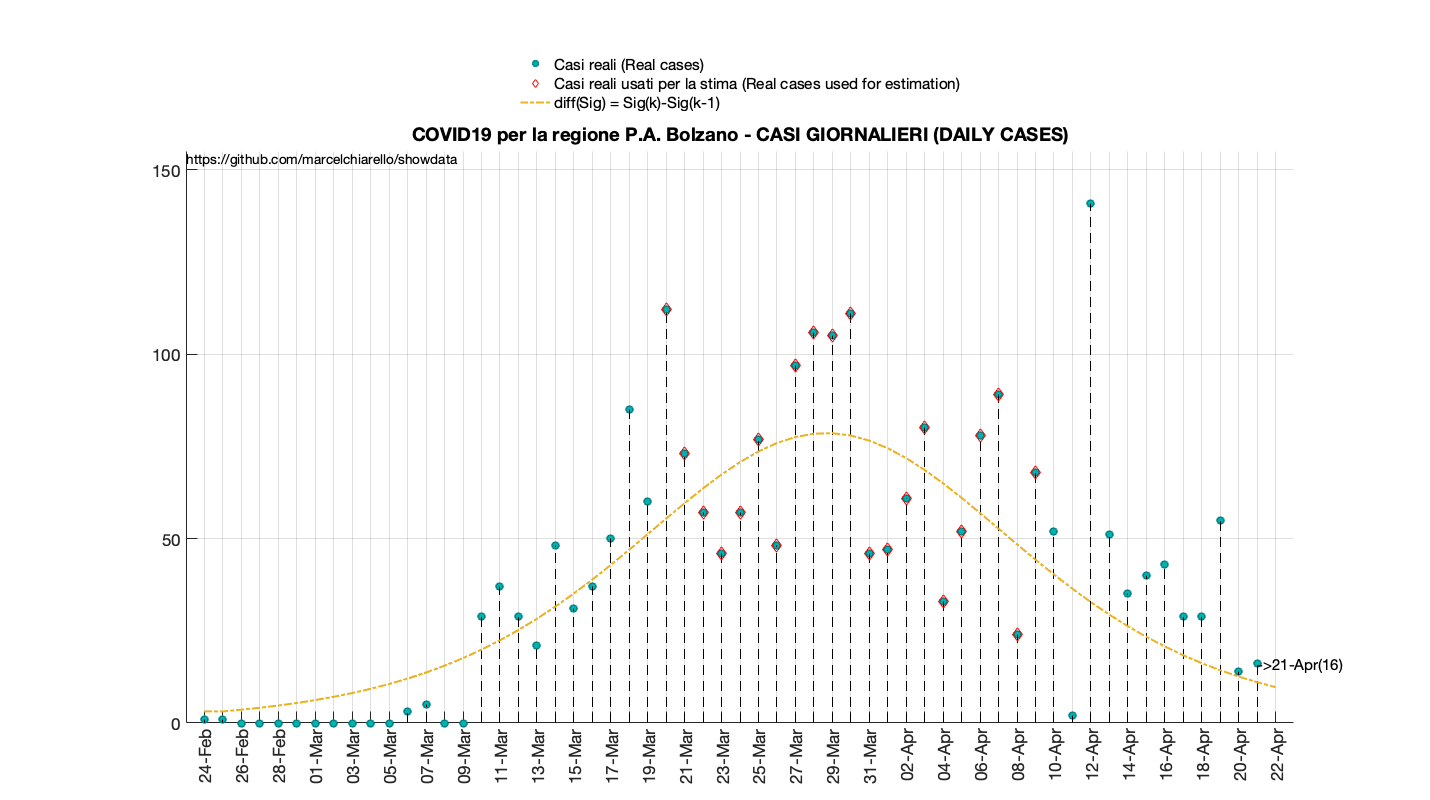 Casi reali (Real cases)
Casi reali usati per la stima (Real cases used for estimation)
diff(Sig) = Sig(k)-Sig(k-1)
COVID19 per la regione P.A. Bolzano - CASI GIORNALIERI (DAILY CASES)
https://github.com/marcelchiarello/showdata
150
100
50
0
->21-Apr(16)
24-Feb
26-Feb
28-Feb
01-Mar
03-Mar
05-Mar
07-Mar
09-Mar
11-Mar
13-Mar
15-Mar
17-Mar
19-Mar
21-Mar
23-Mar
25-Mar
27-Mar
29-Mar
31-Mar
02-Apr
04-Apr
06-Apr
08-Apr
10-Apr
12-Apr
14-Apr
16-Apr
18-Apr
20-Apr
22-Apr